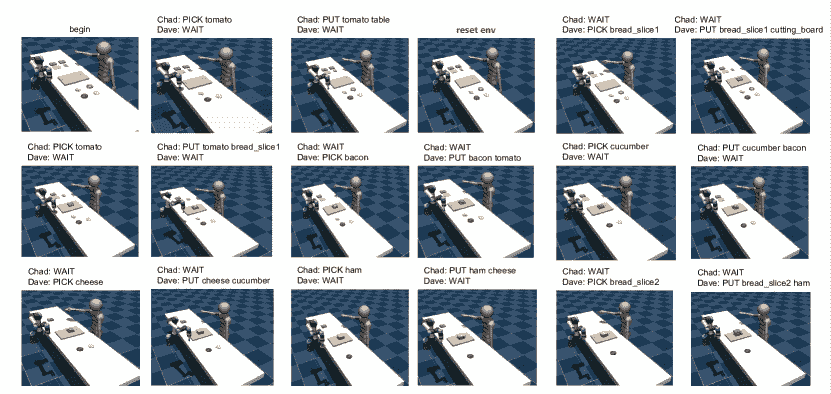 begin
Chad: PICK tomato
Dave: WAIT
Chad: PUT tomato table
Dave: WAIT
reset env
Chad: WAIT
Dave: PICK bread_slice1
Chad: WAIT
Dave: PUT bread_slice1 cutting_board
Chad: PICK tomato
Dave: WAIT
Chad: PUT tomato bread_slice1
Dave: WAIT
Chad: WAIT
Dave: PICK bacon
Chad: WAIT
Dave: PUT bacon tomato
Chad: PICK cucumber
Dave: WAIT
Chad: PUT cucumber bacon
Dave: WAIT
Chad: WAIT
Dave: PICK cheese
Chad: WAIT
Dave: PUT cheese cucumber
Chad: PICK ham
Dave: WAIT
Chad: PUT ham cheese
Dave: WAIT
Chad: WAIT
Dave: PICK bread_slice2
Chad: WAIT
Dave: PUT bread_slice2 ham